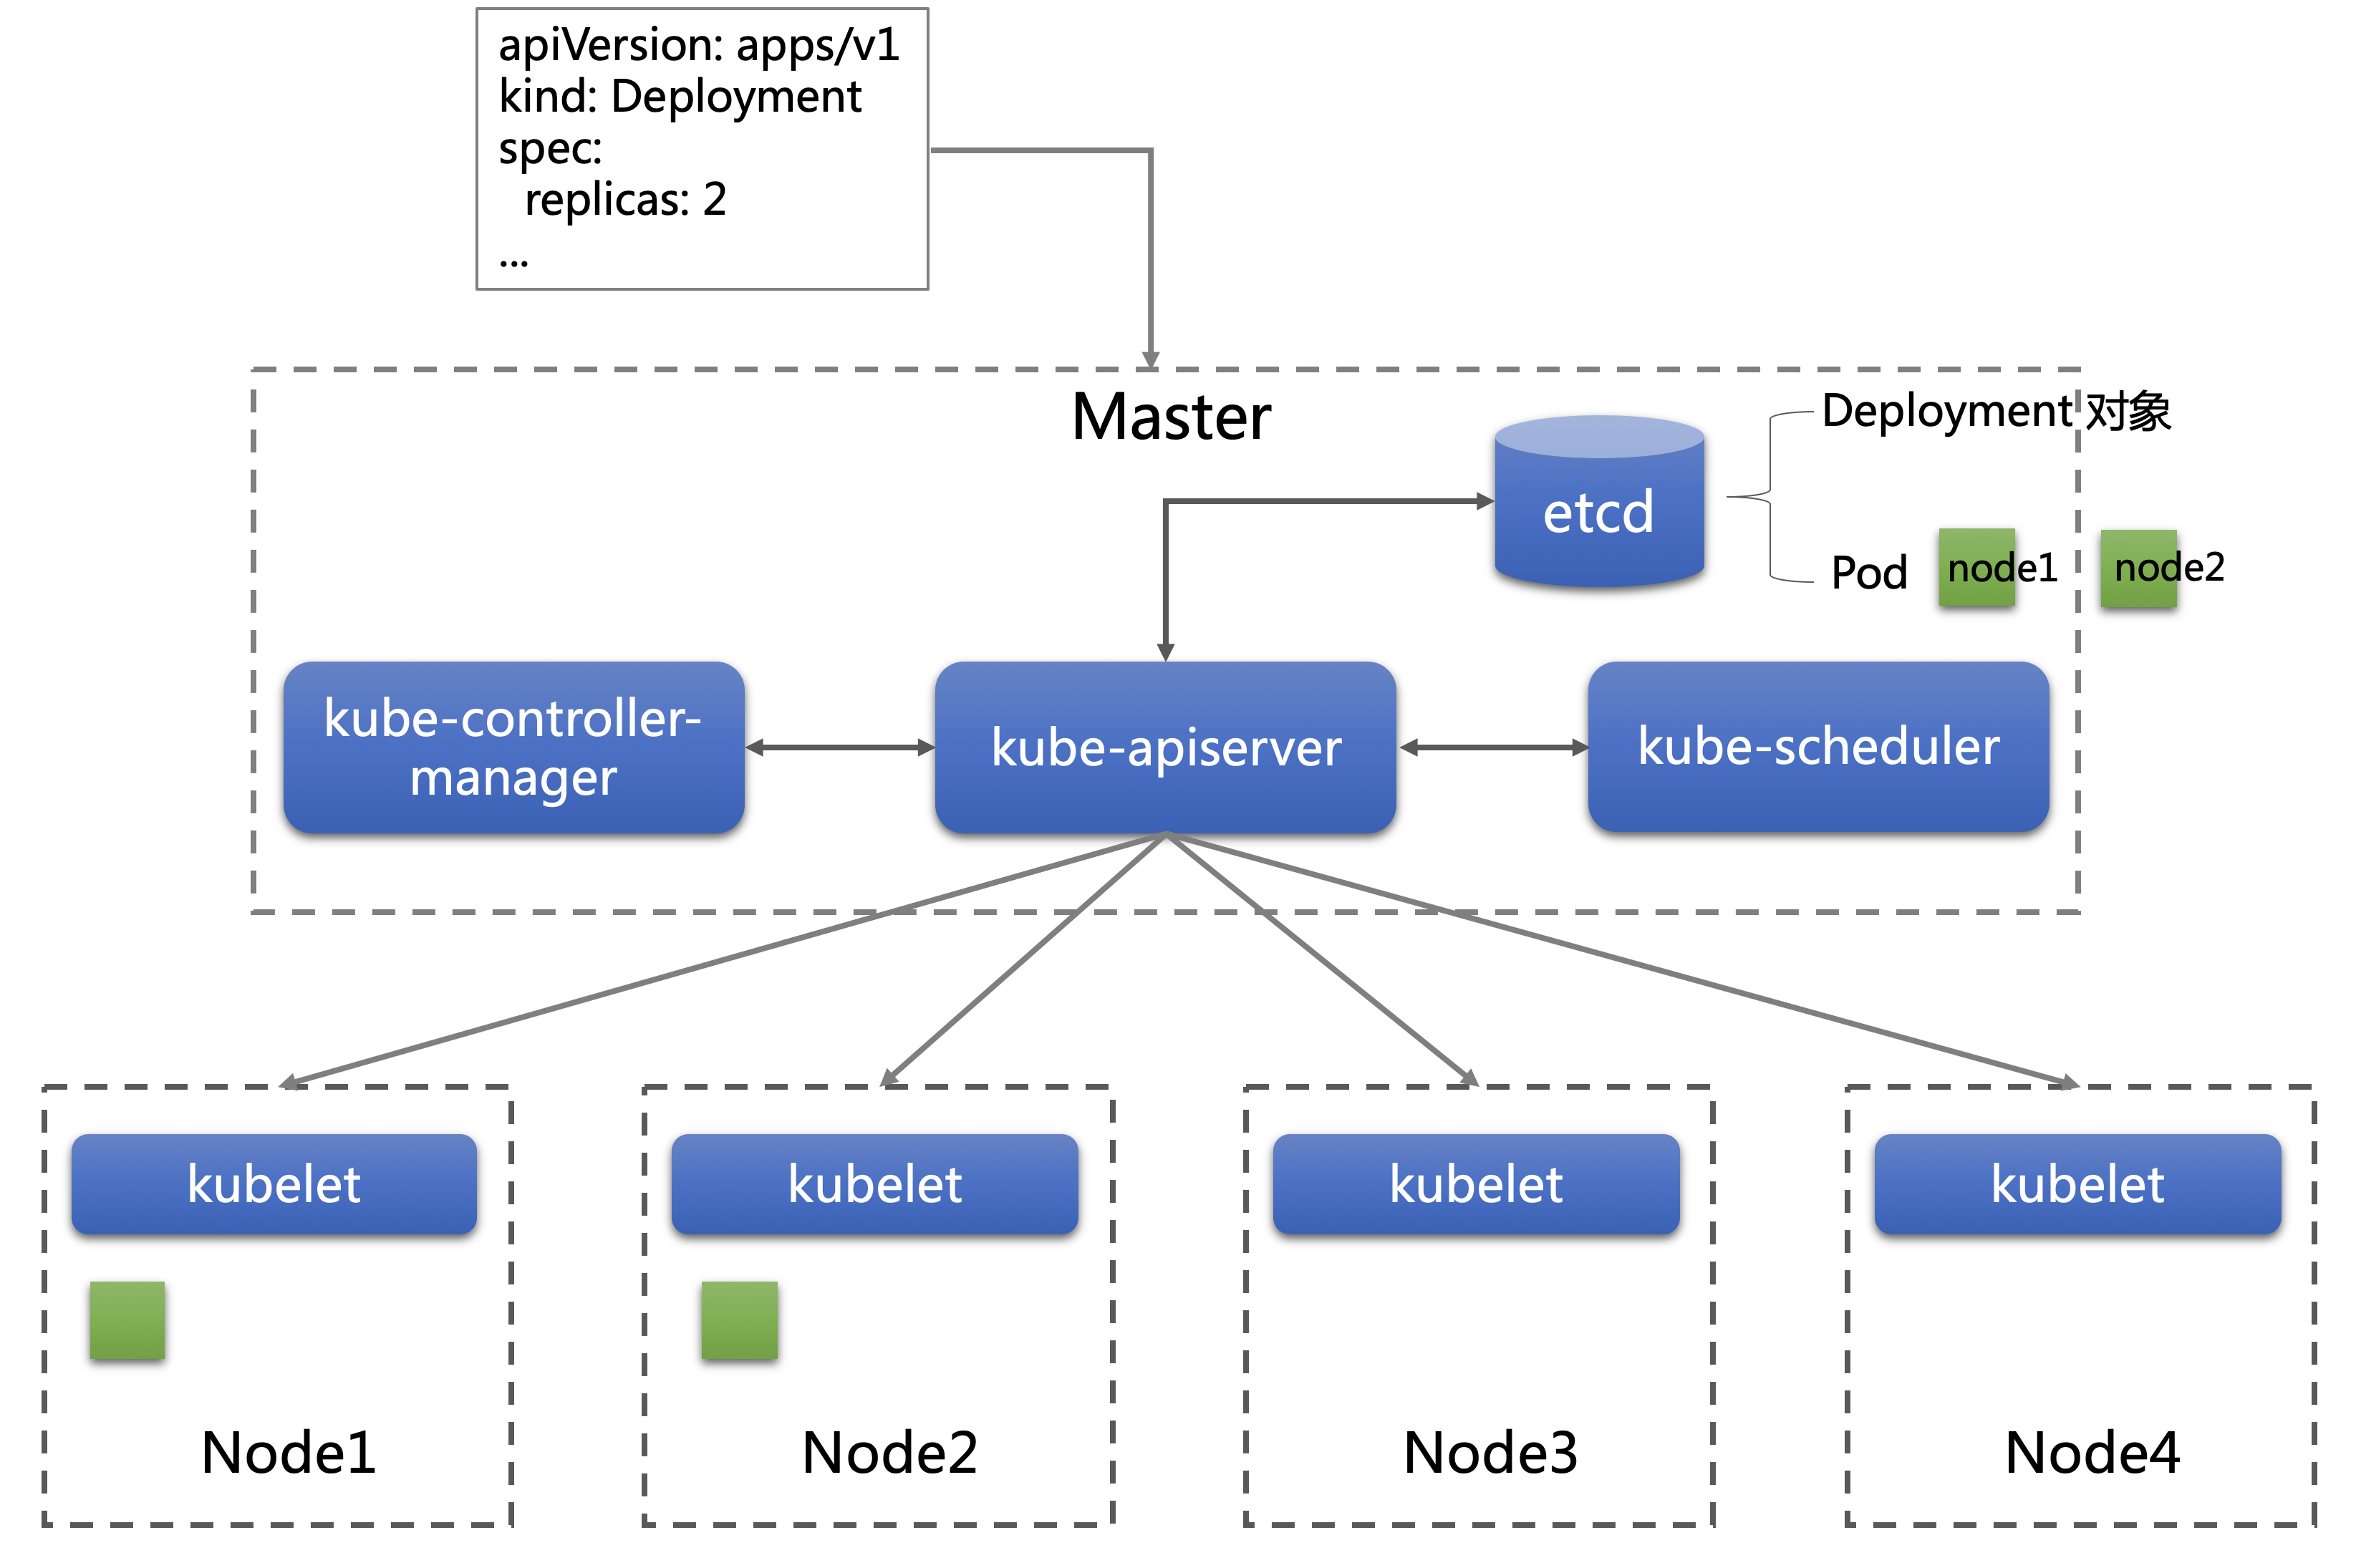 apiVersion: apps/v1
kind: Deployment
spec:
  replicas: 2
...
Master
Deployment 对象
etcd
Pod
node1
node2
kube-controller-
manager
kube-apiserver
kube-scheduler
kubelet
kubelet
kubelet
kubelet
Node1
Node2
Node3
Node4